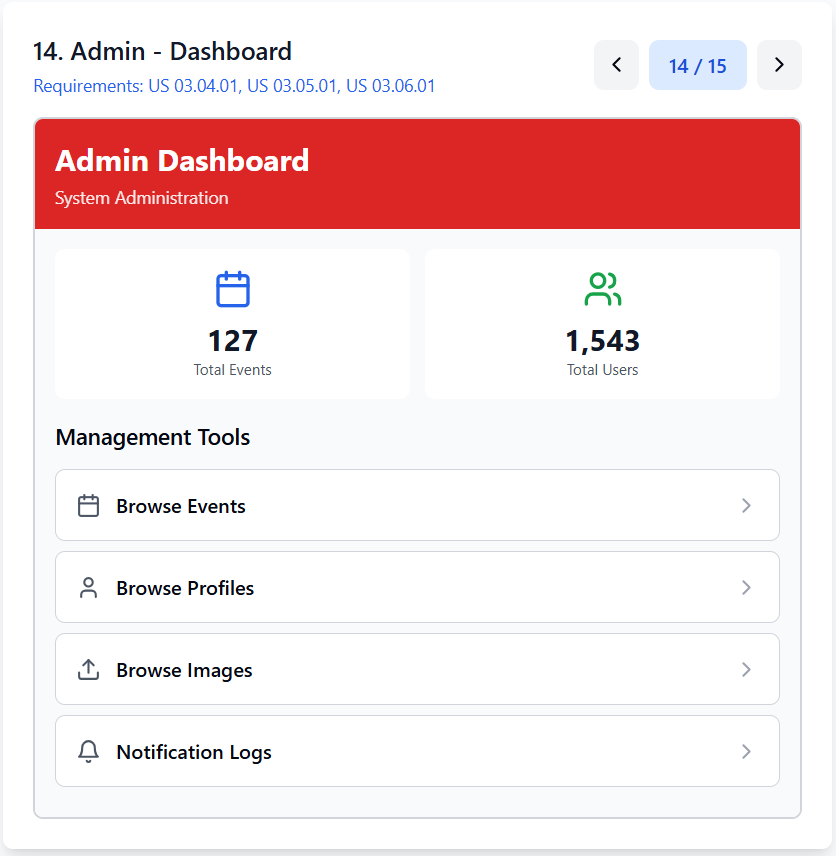 14. Admin - Dashboard
Requirements: US 03.04.01, US 03.05.01, US 03.06.01
14 / 15
Admin Dashboard
System Administration
127
Total Events
1,543
Total Users
Management Tools
Browse Events
Browse Profiles
Browse Images
Notification Logs